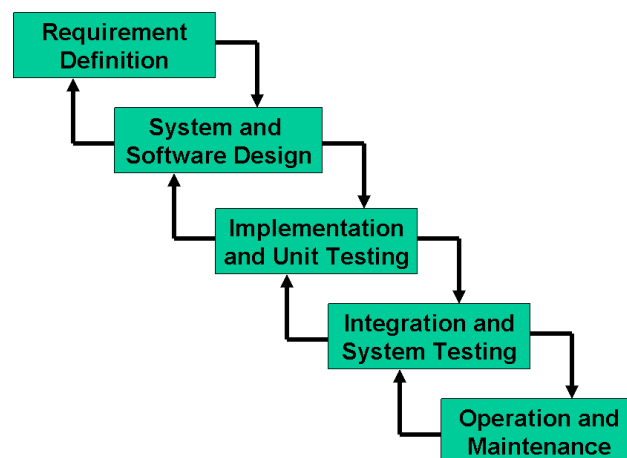 Requirement
Definition
System and
Software Design
Implementation
and Unit Testing
Integration and
System Testing
Operation and
Maintenance